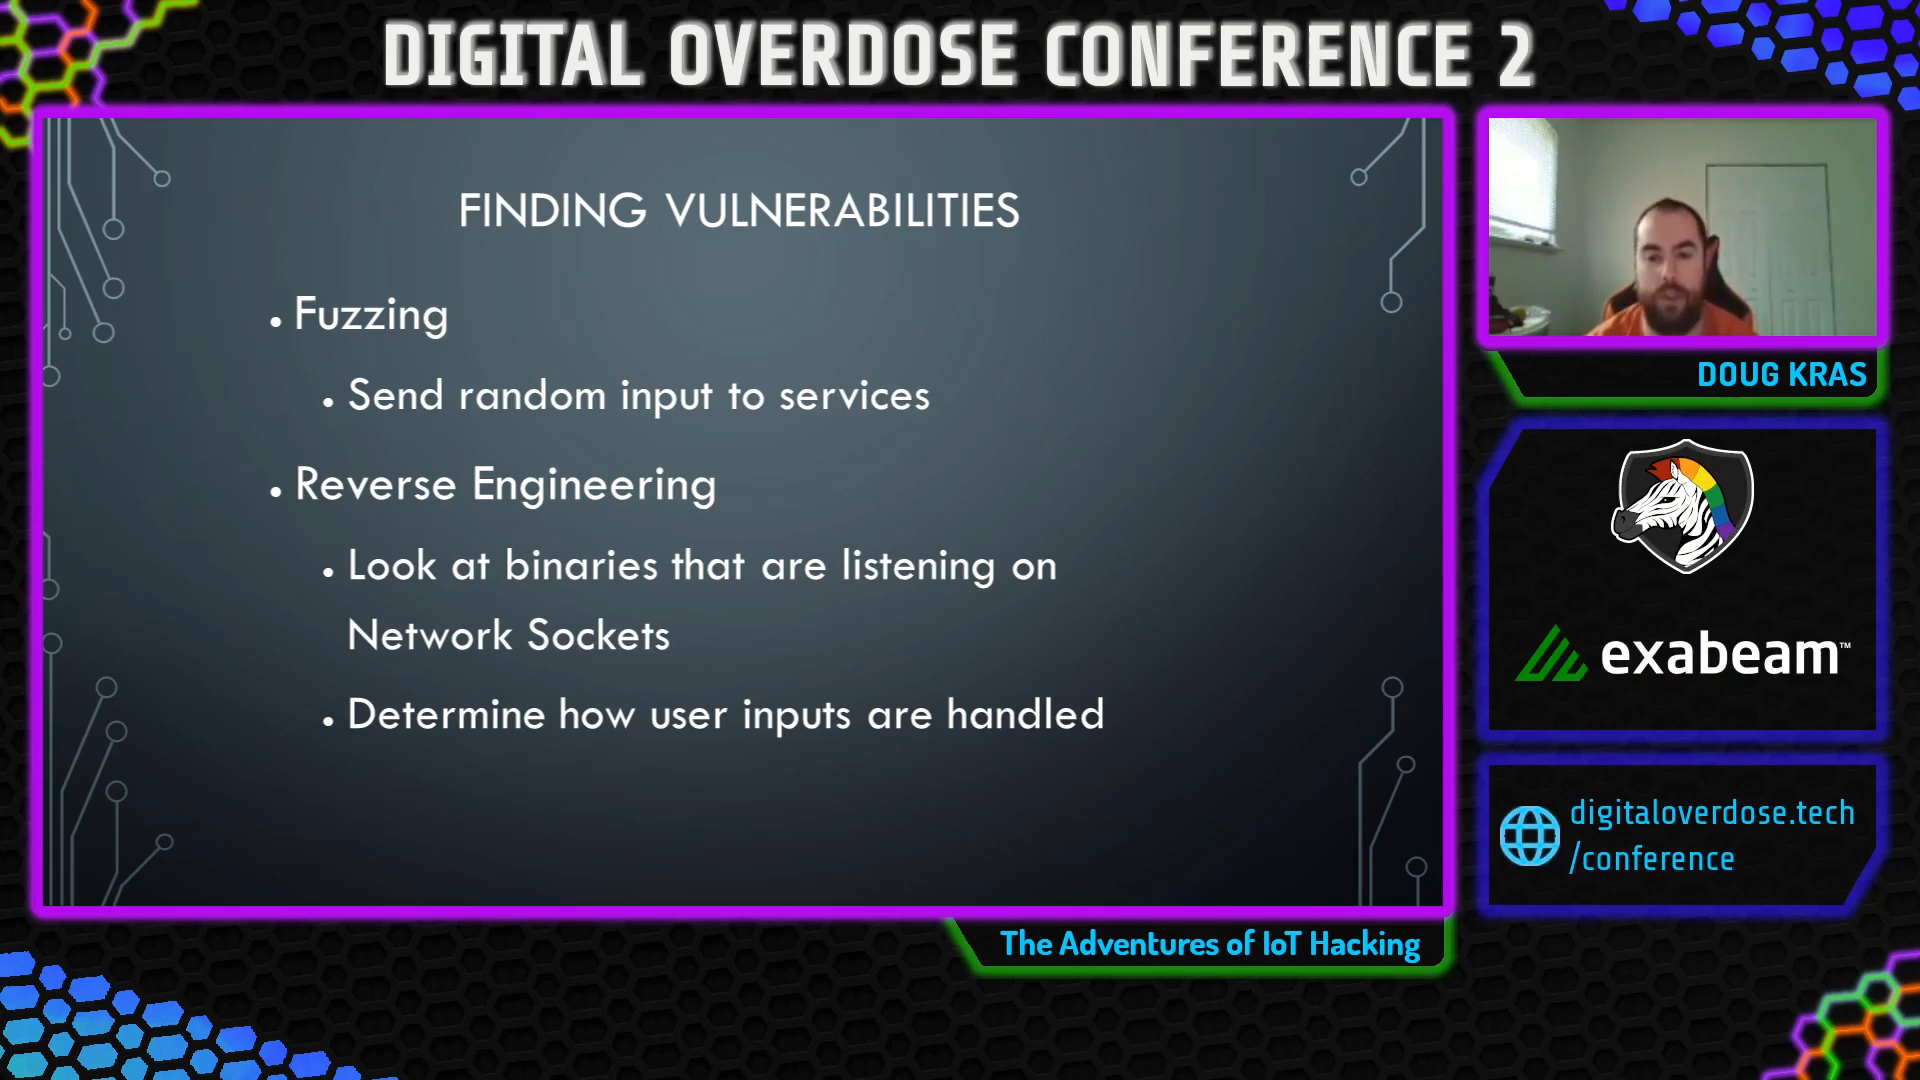 DIGITAL OVERDOSE CONFERENCE 2
FINDING VULNERABILITIES
• Fuzzing
• Send random input to services
• Reverse Engineering
• Look at binaries that are listening on
Network Sockets
• Determine how user inputs are handled
DOUG KRAS
exabeam™
digitaloverdose.tech
/conference
The Adventures of IoT Hacking